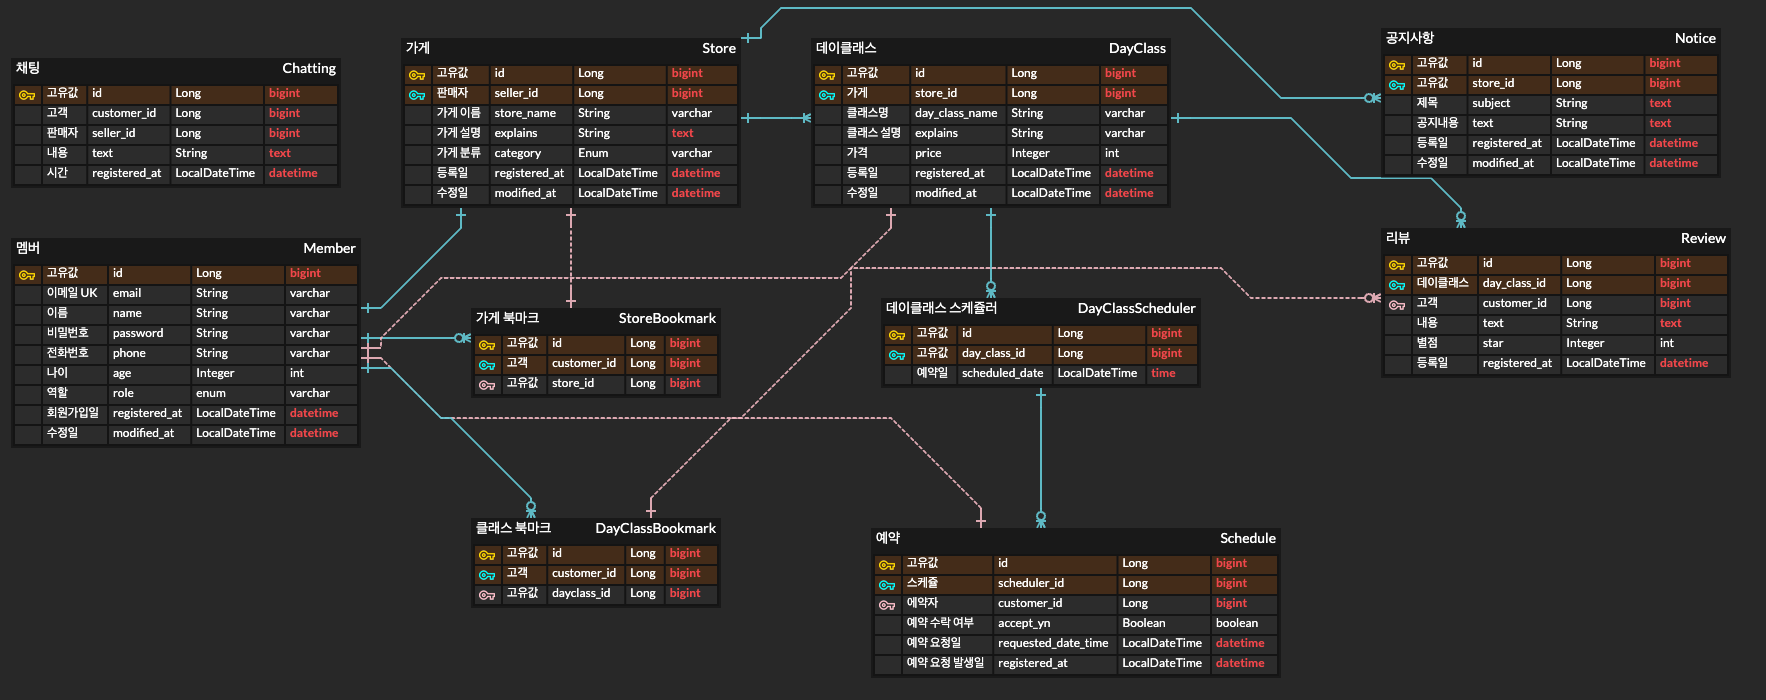 채팅 Chatting
고유값 id Long bigint
고객 customer_id Long bigint
판매자 seller_id Long bigint
내용 text String text
시간 registered_at LocalDateTime datetime
가게 Store
고유값 id Long bigint
판매자 seller_id Long bigint
가게 이름 store_name String varchar
가게 설명 explains String text
가게 분류 category Enum varchar
등록일 registered_at LocalDateTime datetime
수정일 modified_at LocalDateTime datetime
데이클래스 DayClass
고유값 id Long bigint
가게 store_id Long bigint
클래스명 day_class_name String varchar
클래스 설명 explains String varchar
가격 price Integer int
등록일 registered_at LocalDateTime datetime
수정일 modified_at LocalDateTime datetime
공지사항 Notice
고유값 id Long bigint
고유값 store_id Long bigint
제목 subject String text
공지내용 text String text
등록일 registered_at LocalDateTime datetime
수정일 modified_at LocalDateTime datetime
멤버 Member
고유값 id Long bigint
이메일 UK email String varchar
이름 name String varchar
비밀번호 password String varchar
전화번호 phone String varchar
나이 age Integer int
역할 role enum varchar
회원가입일 registered_at LocalDateTime datetime
수정일 modified_at LocalDateTime datetime
가게 북마크 StoreBookmark
고유값 id Long bigint
고객 customer_id Long bigint
고유값 store_id Long bigint
데이클래스 스케쥴러 DayClassScheduler
고유값 id Long bigint
고유값 day_class_id Long bigint
예약일 scheduled_date LocalDateTime time
리뷰 Review
고유값 id Long bigint
데이클래스 day_class_id Long bigint
고객 customer_id Long bigint
내용 text String text
별점 star Integer int
등록일 registered_at LocalDateTime datetime
클래스 북마크 DayClassBookmark
고유값 id Long bigint
고객 customer_id Long bigint
고유값 dayclass_id Long bigint
예약 Schedule
고유값 id Long bigint
스케쥴 scheduler_id Long bigint
예약자 customer_id Long bigint
예약 수락 여부 accept_yn Boolean boolean
예약 요청일 requested_date_time LocalDateTime datetime
예약 요청 발생일 registered_at LocalDateTime datetime